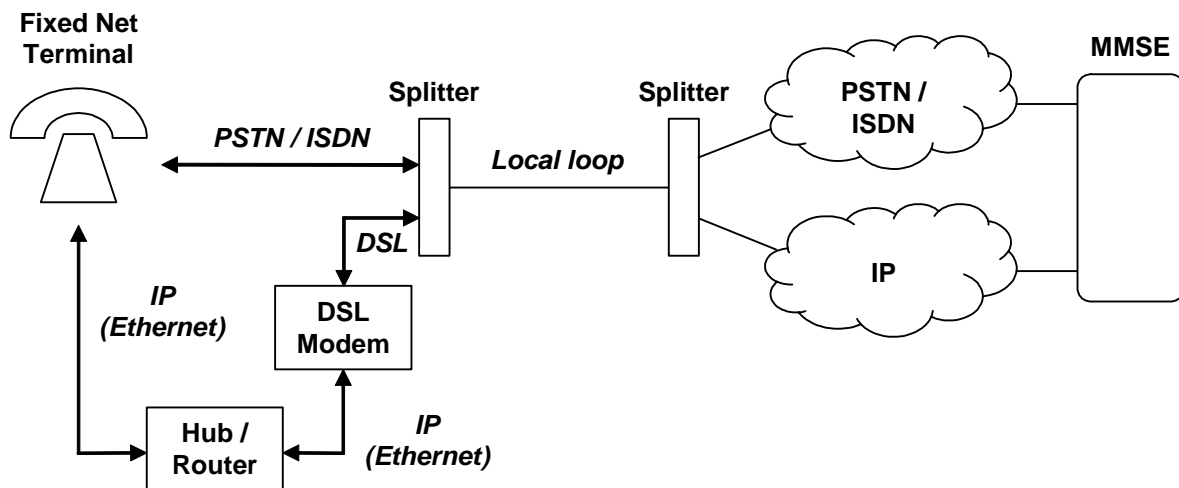 Fixed Net
Terminal
MMSE
Splitter
Splitter
PSTN /
ISDN
PSTN / ISDN
Local loop
DSL
IP
IP
(Ethernet)
DSL
Modem
Hub /
Router
IP
(Ethernet)